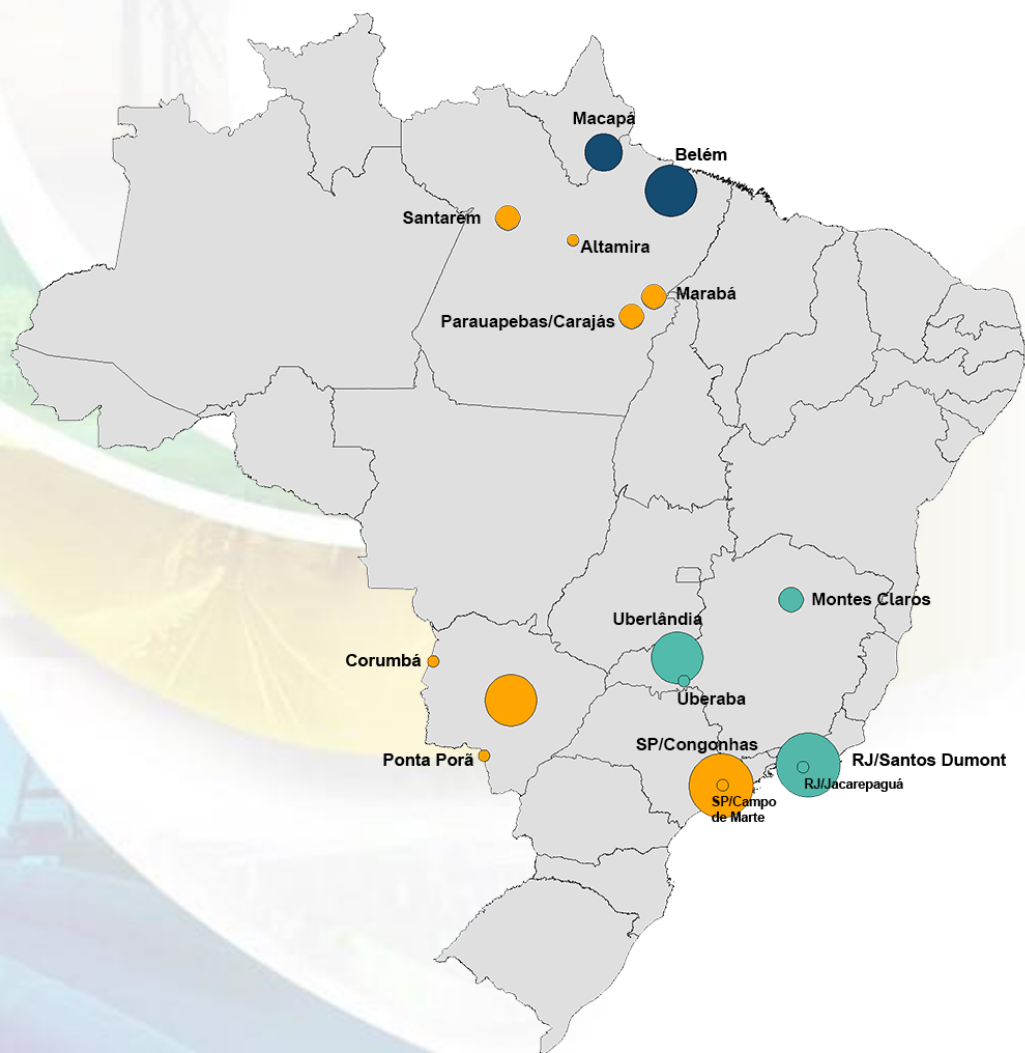 Macapá
Belém
Santarém
Altamira
Marabá
Parauapebas/Carajás
Montes Claros
Uberlândia
Corumbá
Uberaba
SP/Congonhas
Ponta Porã
RJ/Santos Dumont
RJ/Jacarepaguá
SP/Campo
de Marte